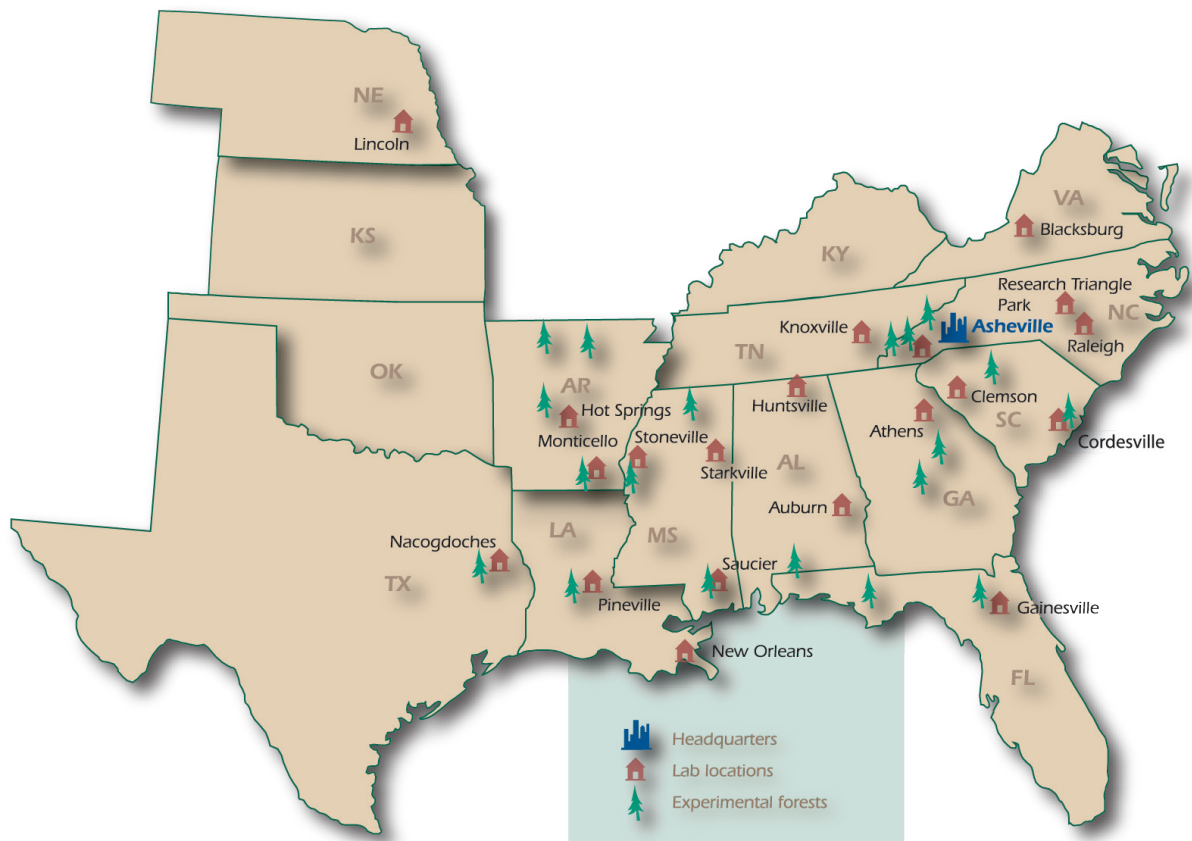 NE
Lincoln
KS
OK
TX
Nacogdoches
AR
Hot Springs
Monticello
LA
Pineville
New Orleans
MS
Stoneville
Starkville
Saucier
TN
Knoxville
KY
VA
Blacksburg
Research Triangle
Park
NC
Raleigh
Asheville
Huntsville
AL
Auburn
Clemson
SC
Cordesville
Athens
GA
Gainesville
FL
Headquarters
Lab locations
Experimental forests